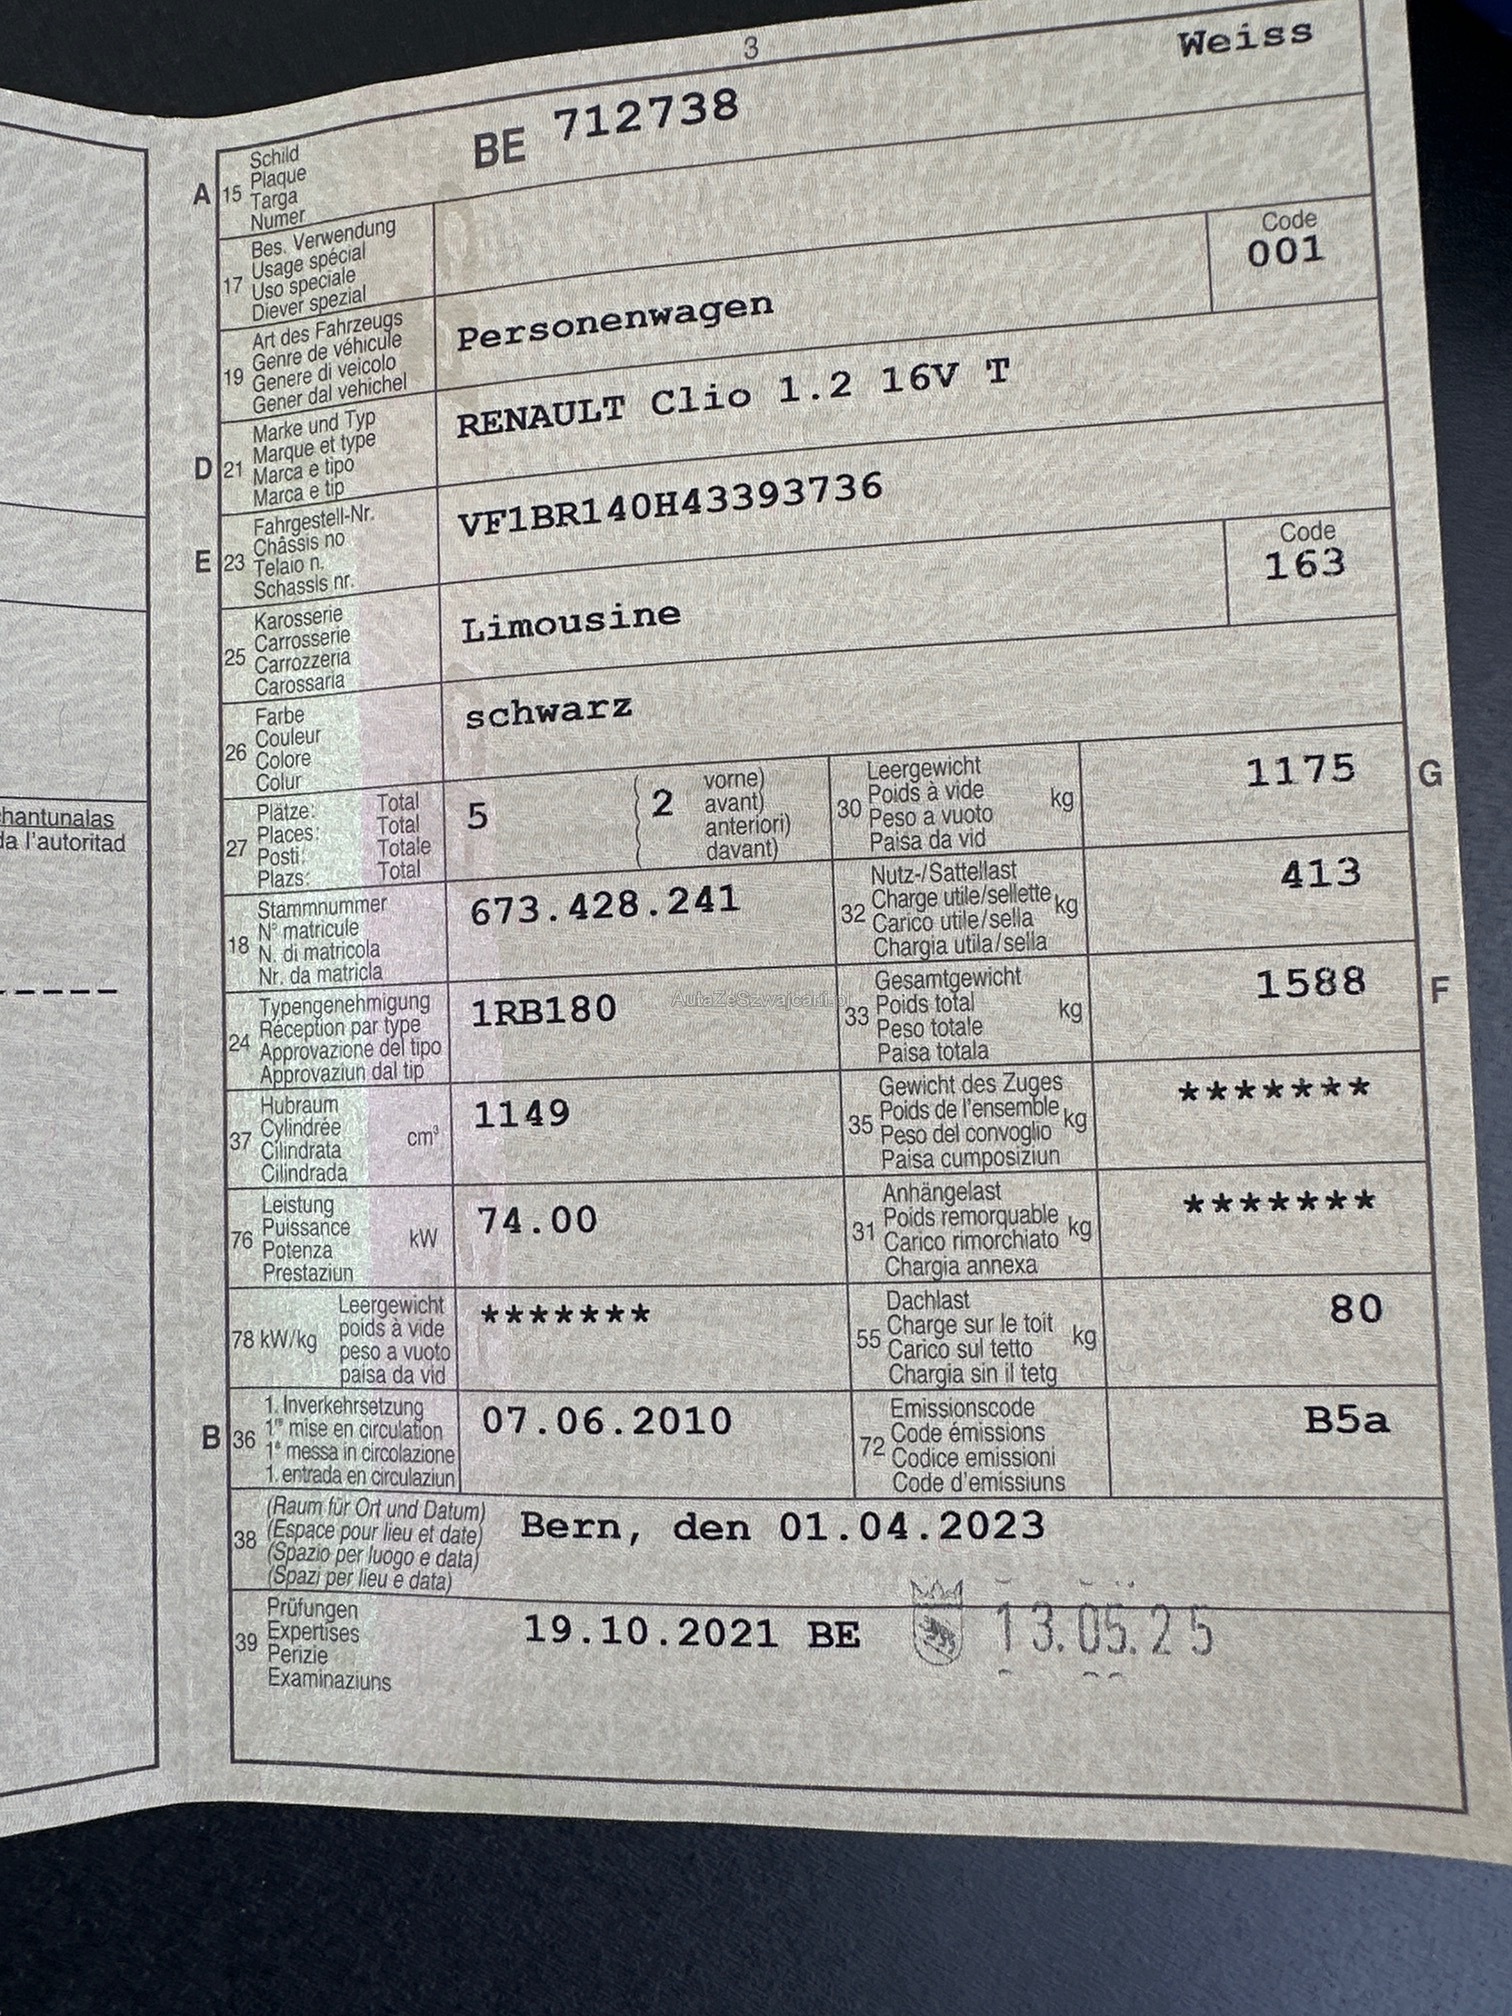 3
Weiss
A 15 Schild
Plaque
Targa
Numer
BE 712738
17 Bes. Verwendung
Usage spécial
Uso speciale
Diever spezial
19 Art des Fahrzeugs
Genre de véhicule
Genere di veicolo
Gener dal vehichel
Personenwagen
Code
001
D 21 Marke und Typ
Marque et type
Marca e tipo
Marca e tip
RENAULT Clio 1.2 16V T
E 23 Fahrgestell-Nr.
Châssis no
Telaio n.
Schassis nr.
VF1BR140H43393736
25 Karosserie
Carrosserie
Carrozzeria
Carossaria
Limousine
Code
163
26 Farbe
Couleur
Colore
Colur
schwarz
27 Plätze: Total
Places: Total
Posti: Totale
Plazs: Total
5
2 vorne)
avant)
anteriori)
davant)
30 Leergewicht
Poids à vide kg
Peso a vuoto
Paisa da vid
1175 G
18 Stammnummer
N° matricule
N. di matricola
Nr. da matricla
673.428.241
32 Nutz-/Sattellast
Charge utile/sellette kg
Carico utile/sella
Chargia utila/sella
413
24 Typengenehmigung
Réception par type
Approvazione del tipo
Approvaziun dal tip
1RB180
33 Gesamtgewicht
Poids total kg
Peso totale
Paisa totala
1588 F
37 Hubraum
Cylindrée cm³
Cilindrata
Cilindrada
1149
35 Gewicht des Zuges
Poids de l'ensemble kg
Peso del convoglio
Paisa cumposiziun
*******
76 Leistung
Puissance kW
Potenza
Prestaziun
74.00
31 Anhängelast
Poids remorquable kg
Carico rimorchiato
Chargia annexa
*******
78 kW/kg Leergewicht
poids à vide
peso a vuoto
paisa da vid
*******
55 Dachlast
Charge sur le toit kg
Carico sul tetto
Chargia sin il tetg
80
B 36 1. Inverkehrsetzung
1re mise en circulation
1a messa in circolazione
1. entrada en circulaziun
07.06.2010
72 Emissionscode
Code émissions
Codice emissioni
Code d'emissiuns
B5a
38 (Raum für Ort und Datum)
(Espace pour lieu et date)
(Spazio per luogo e data)
(Spazi per lieu e data)
Bern, den 01.04.2023
39 Prüfungen
Expertises
Perizie
Examinaziuns
19.10.2021 BE
13.05.25
hantunalas
da l'autoritad
AutaZeSzwajcarii.pl